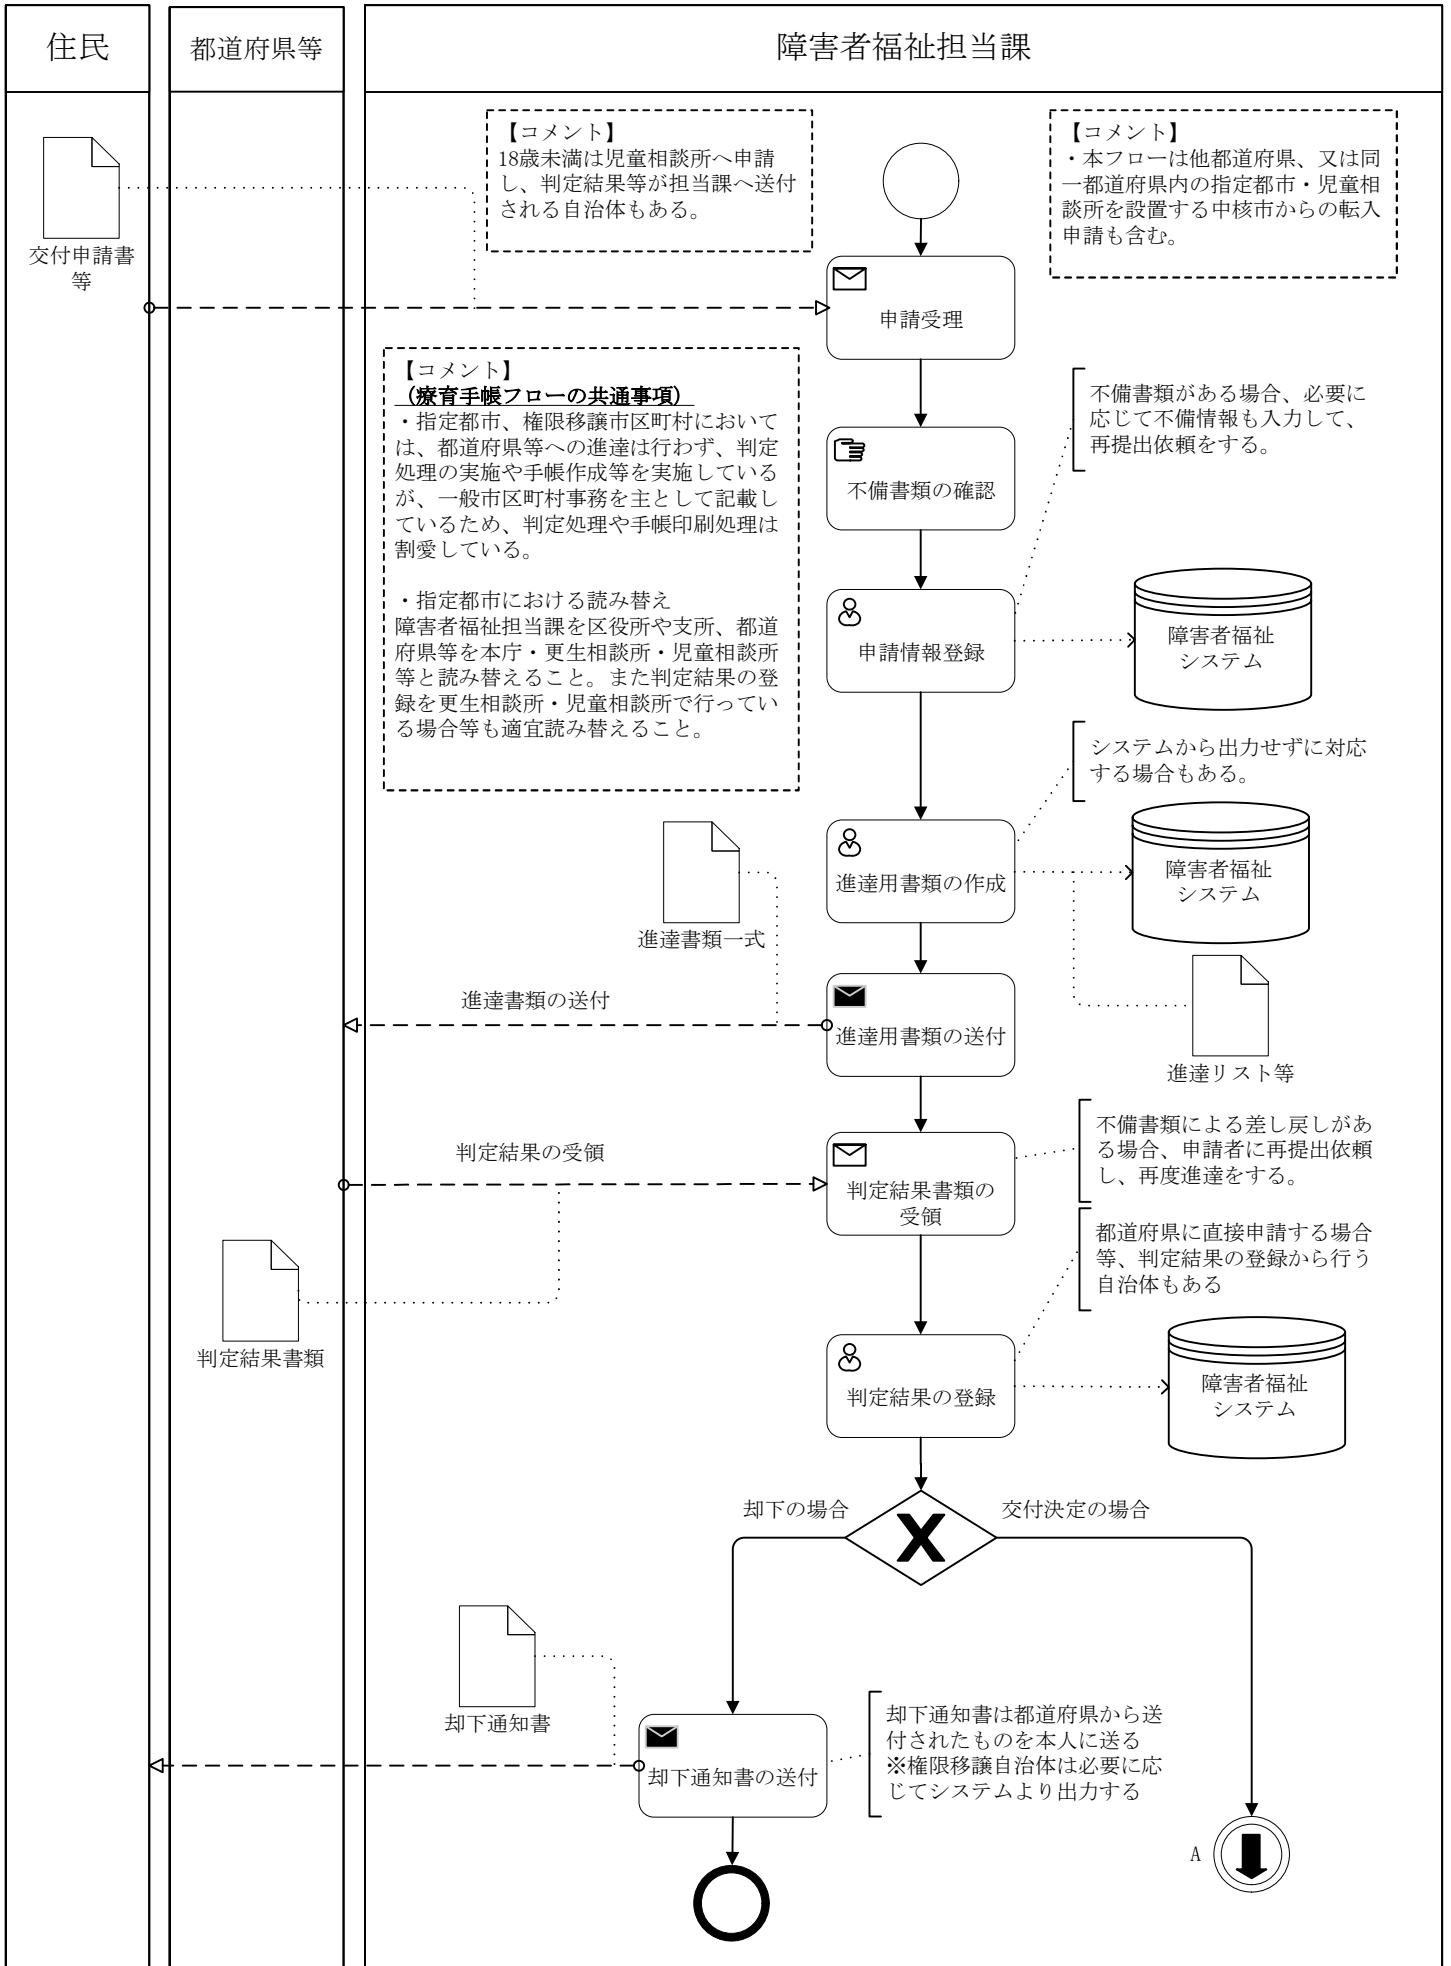 住民
都道府県等
障害者福祉担当課
【コメント】
18歳未満は児童相談所へ申請
し、判定結果等が担当課へ送付
される自治体もある。
【コメント】
・本フローは他都道府県、又は同
一都道府県内の指定都市・児童相
談所を設置する中核市からの転入
申請も含む。
交付申請書
等
申請受理
【コメント】
（療育手帳フローの共通事項）
・指定都市、権限移譲市区町村において
は、都道府県等への進達は行わず、判定
処理の実施や手帳作成等を実施している
が、一般市区町村事務を主として記載し
ているため、判定処理や手帳印刷処理は
割愛している。
・指定都市における読み替え
障害者福祉担当課を区役所や支所、都道
府県等を本庁・更生相談所・児童相談所
等と読み替えること。また判定結果の登
録を更生相談所・児童相談所で行ってい
る場合等も適宜読み替えること。
不備書類がある場合、必要に
応じて不備情報も入力して、
再提出依頼をする。
不備書類の確認
申請情報登録
障害者福祉
システム
システムから出力せずに対応
する場合もある。
進達用書類の作成
障害者福祉
システム
進達書類一式
進達書類の送付
進達用書類の送付
進達リスト等
判定結果の受領
判定結果書類の
受領
不備書類による差し戻しがあ
る場合、申請者に再提出依頼
し、再度進達をする。
都道府県に直接申請する場合
等、判定結果の登録から行う
自治体もある
判定結果書類
判定結果の登録
障害者福祉
システム
却下の場合
交付決定の場合
却下通知書
却下通知書の送付
却下通知書は都道府県から送
付されたものを本人に送る
※権限移譲自治体は必要に応
じてシステムより出力する
A